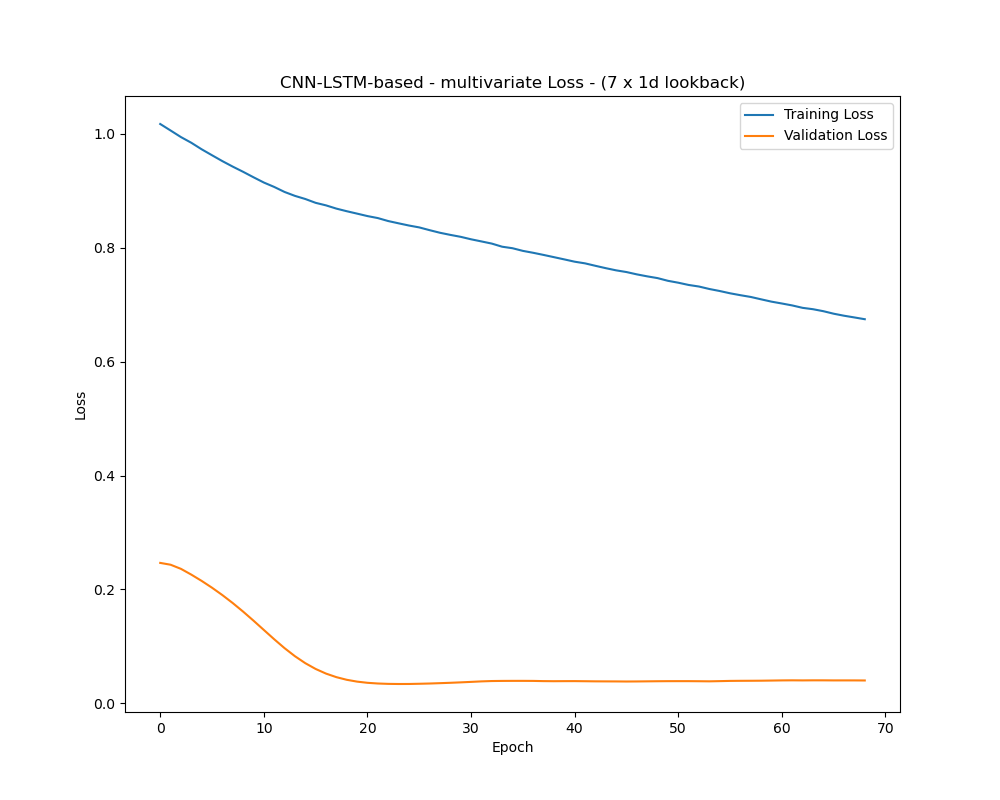 CNN-LSTM-based - multivariate Loss - (7 x 1d lookback)
Training Loss
Validation Loss
1.0
0.8
0.6
0.4
0.2
0.0
Loss
0 10 20 30 40 50 60 70
Epoch